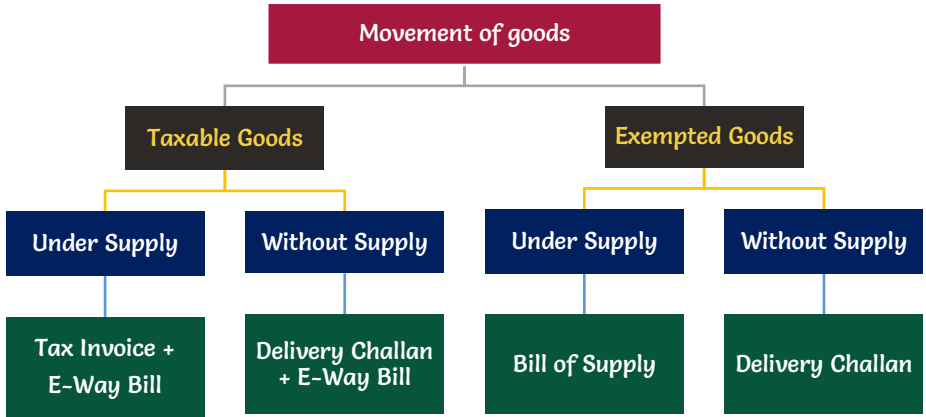 Movement of goods
Taxable Goods
Exempted Goods
Under Supply
Without Supply
Under Supply
Without Supply
Tax Invoice +
E-Way Bill
Delivery Challan
+ E-Way Bill
Bill of Supply
Delivery Challan